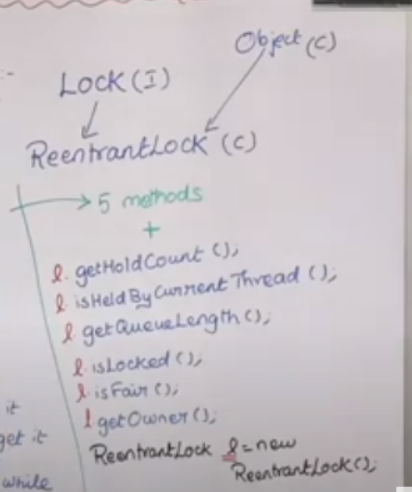 Object (C)
:-
Lock (I)
ReentrantLock (C)
5 methods
+
l. getHoldCount ();
l isHeldByCurrentThread ();
l getQueueLength();
l. isLocked ();
l. isFair ();
l. getOwner ();
it
get it
ReentrantLock l = new
ReentrantLock();
while